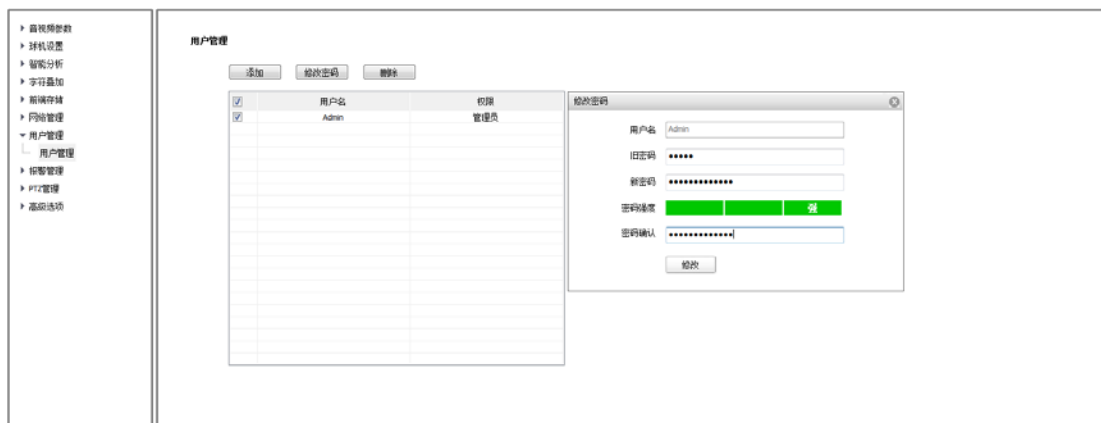 音视频参数
球机设置
智能分析
字符叠加
前端存储
网络管理
用户管理
用户管理
报警管理
PTZ管理
高级选项
用户管理
添加 修改密码 删除
用户名 权限
Admin 管理员
修改密码
用户名 Admin
旧密码 •••••
新密码 •••••••••••••
密码强度 强
密码确认 •••••••••••••
修改